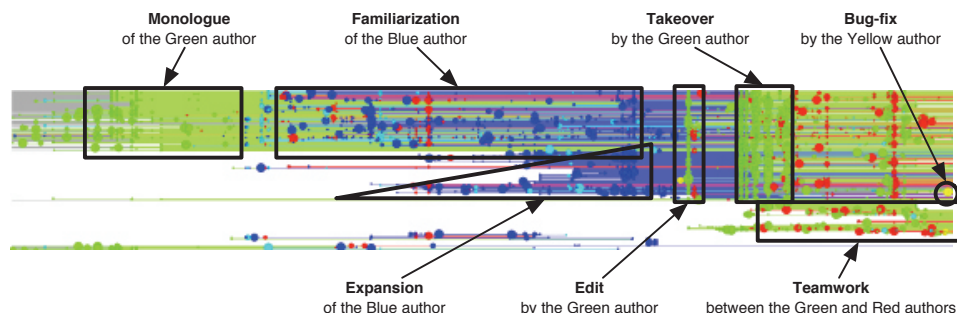 Monologue
of the Green author
Familiarization
of the Blue author
Takeover
by the Green author
Bug-fix
by the Yellow author
Expansion
of the Blue author
Edit
by the Green author
Teamwork
between the Green and Red authors